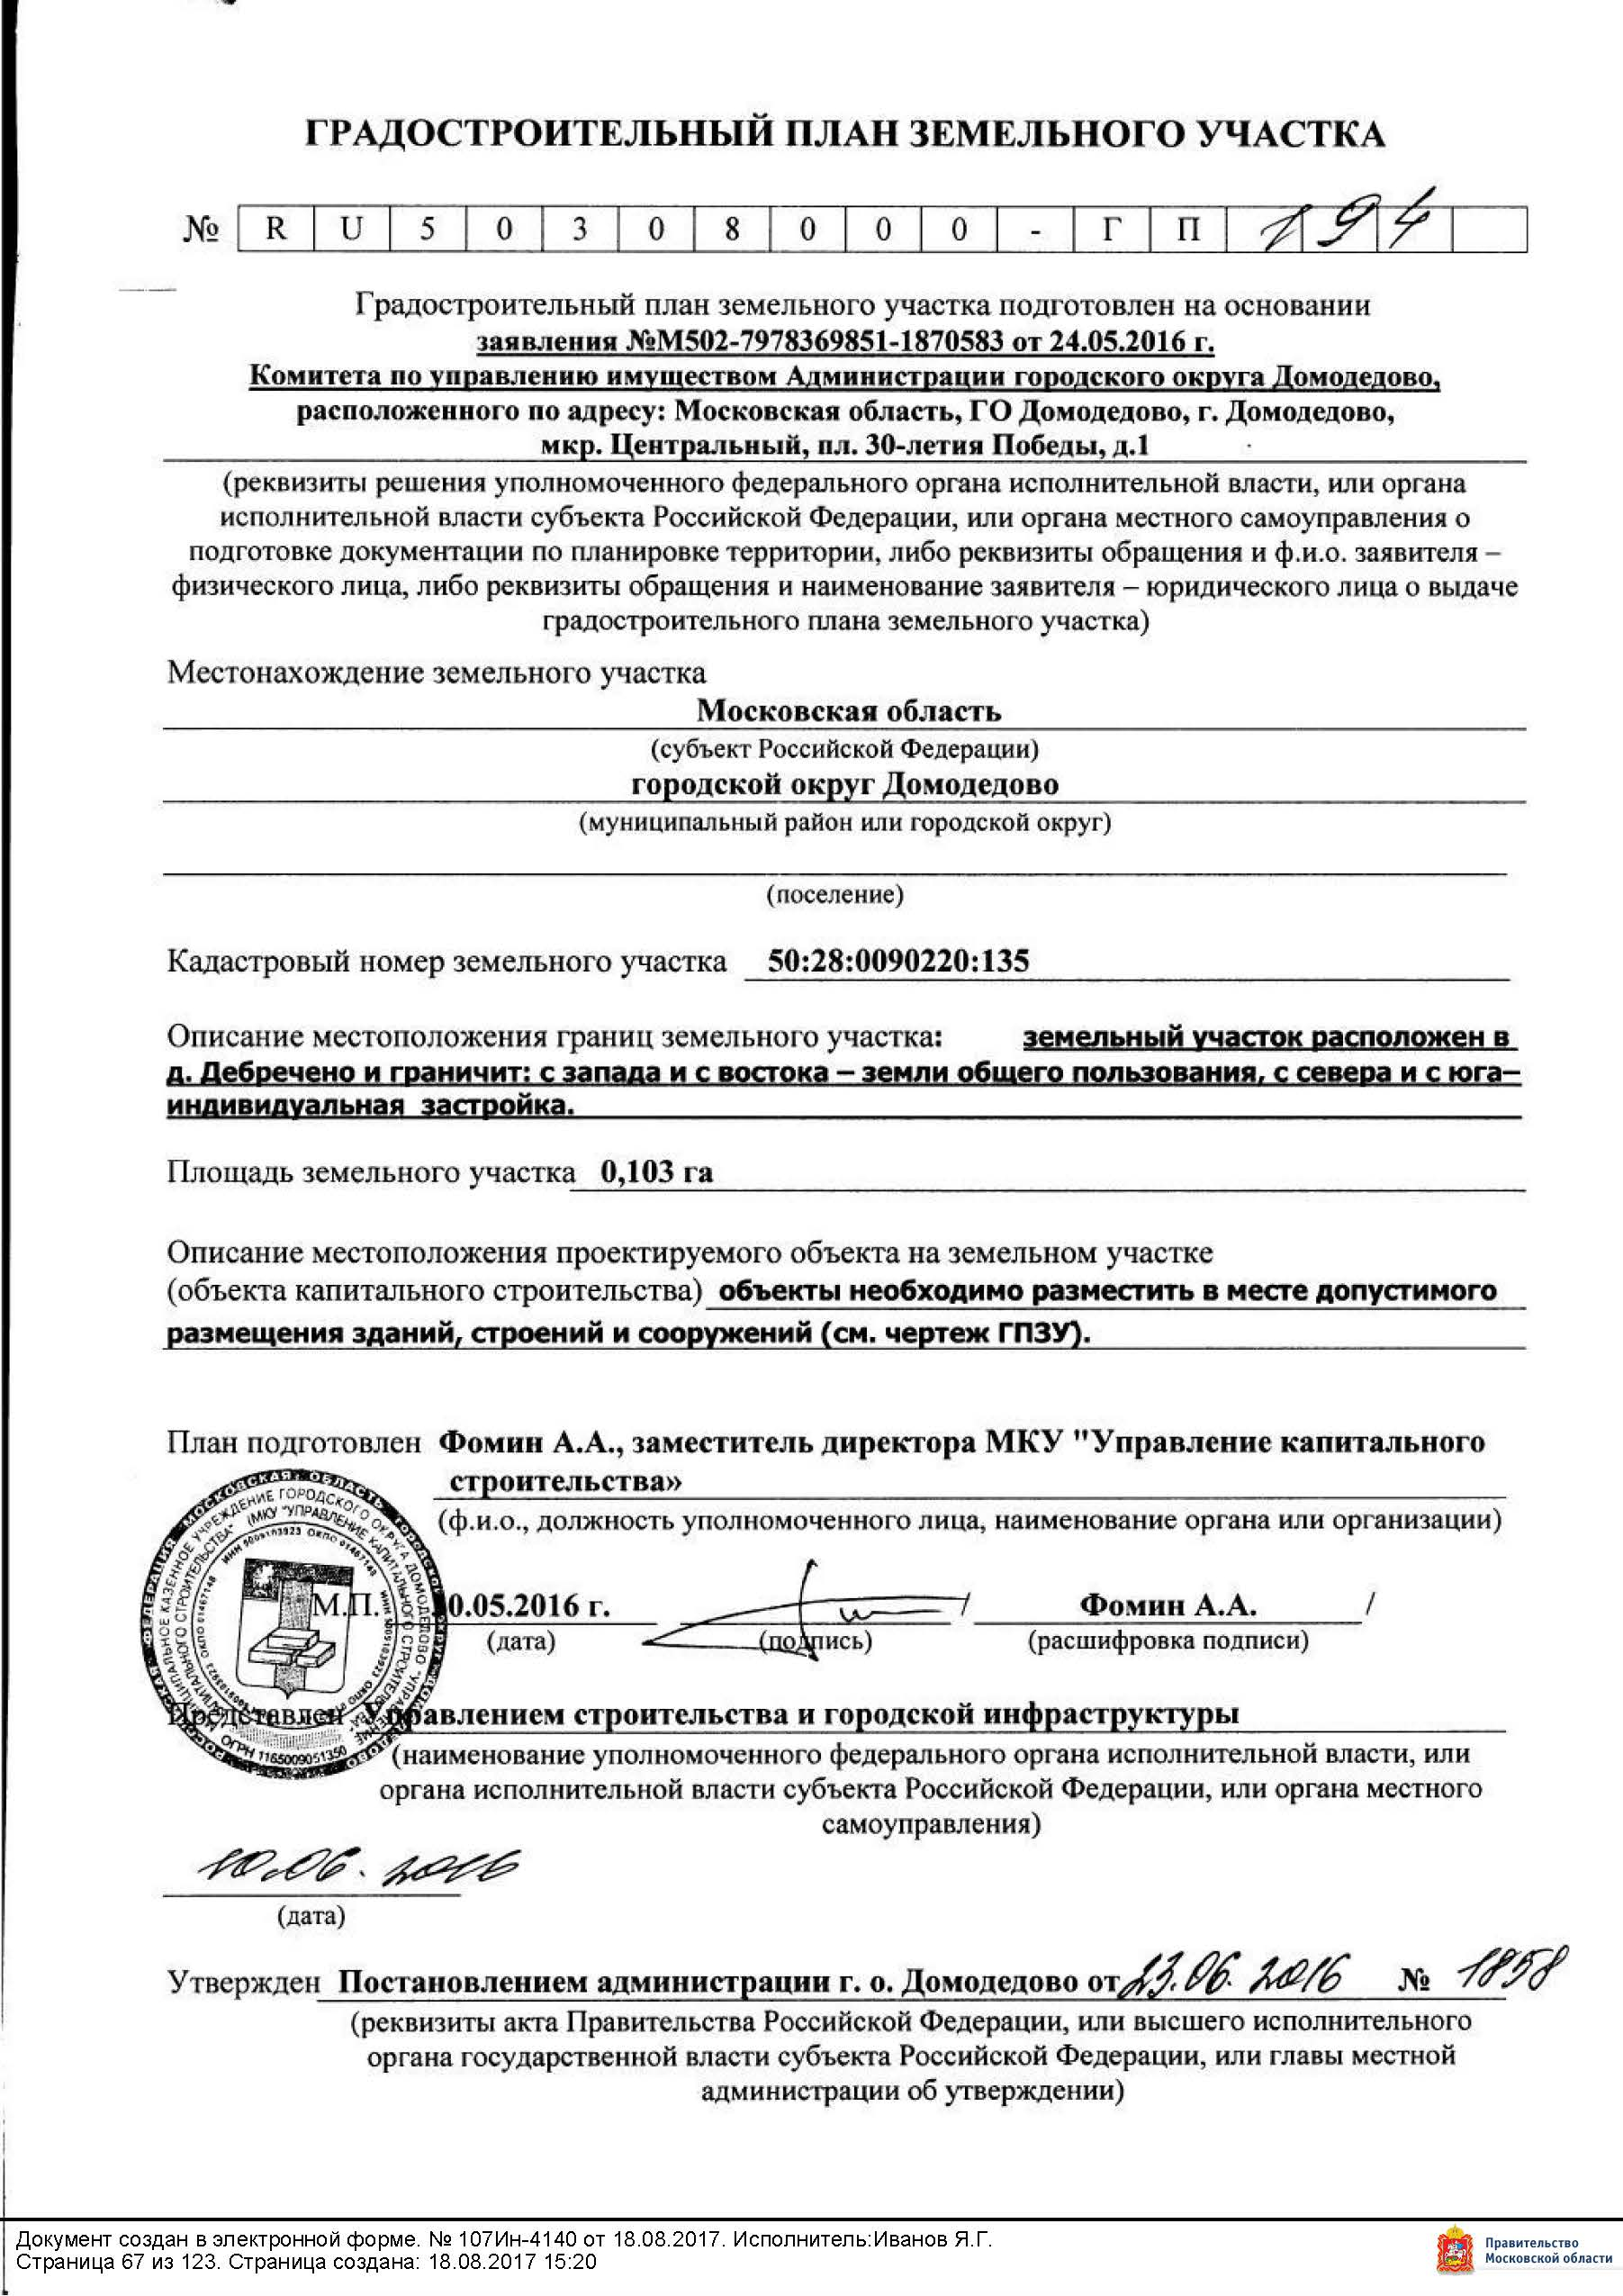 ГРАДОСТРОИТЕЛЬНЫЙ ПЛАН ЗЕМЕЛЬНОГО УЧАСТКА
№ R U 5 0 3 0 8 0 0 0 - Г П 1 9 4
Градостроительный план земельного участка подготовлен на основании
заявления №М502-7978369851-1870583 от 24.05.2016 г.
Комитета по управлению имуществом Администрации городского округа Домодедово,
расположенного по адресу: Московская область, ГО Домодедово, г. Домодедово,
мкр. Центральный, пл. 30-летия Победы, д.1
(реквизиты решения уполномоченного федерального органа исполнительной власти, или органа
исполнительной власти субъекта Российской Федерации, или органа местного самоуправления о
подготовке документации по планировке территории, либо реквизиты обращения и ф.и.о. заявителя –
физического лица, либо реквизиты обращения и наименование заявителя – юридического лица о выдаче
градостроительного плана земельного участка)
Местонахождение земельного участка
Московская область
(субъект Российской Федерации)
городской округ Домодедово
(муниципальный район или городской округ)
(поселение)
Кадастровый номер земельного участка 50:28:0090220:135
Описание местоположения границ земельного участка: земельный участок расположен в
д. Дебречено и граничит: с запада и с востока – земли общего пользования, с севера и с юга–
индивидуальная застройка.
Площадь земельного участка 0,103 га
Описание местоположения проектируемого объекта на земельном участке
(объекта капитального строительства) объекты необходимо разместить в месте допустимого
размещения зданий, строений и сооружений (см. чертеж ГПЗУ).
План подготовлен Фомин А.А., заместитель директора МКУ "Управление капитального
строительства»
(ф.и.о., должность уполномоченного лица, наименование органа или организации)
М.П. 0.05.2016 г. / Фомин А.А. /
(дата) (подпись) (расшифровка подписи)
Представлен Управлением строительства и городской инфраструктуры
ОГРН 1165009051350
(наименование уполномоченного федерального органа исполнительной власти, или
органа исполнительной власти субъекта Российской Федерации, или органа местного
самоуправления)
10.06.2016
(дата)
Утвержден Постановлением администрации г. о. Домодедово от 23.06.2016 № 1858
(реквизиты акта Правительства Российской Федерации, или высшего исполнительного
органа государственной власти субъекта Российской Федерации, или главы местной
администрации об утверждении)
Документ создан в электронной форме. № 107Ин-4140 от 18.08.2017. Исполнитель:Иванов Я.Г.
Страница 67 из 123. Страница создана: 18.08.2017 15:20
Правительство
Московской области